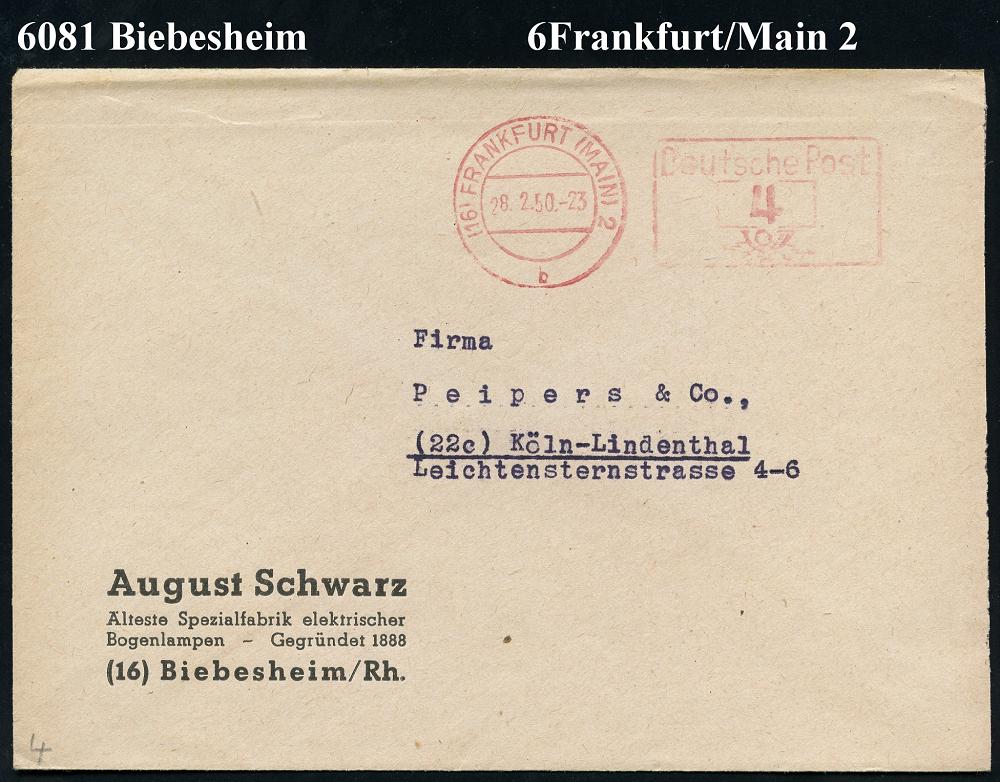 6081 Biebesheim 6Frankfurt/Main 2
(16) FRANKFURT (MAIN) 2
28. 2.50.-23
b
Deutsche Post
4
Firma
Peipers & Co.,
(22c) Köln-Lindenthal
Leichtensternstrasse 4-6
August Schwarz
Älteste Spezialfabrik elektrischer
Bogenlampen – Gegründet 1888
(16) Biebesheim/Rh.
4